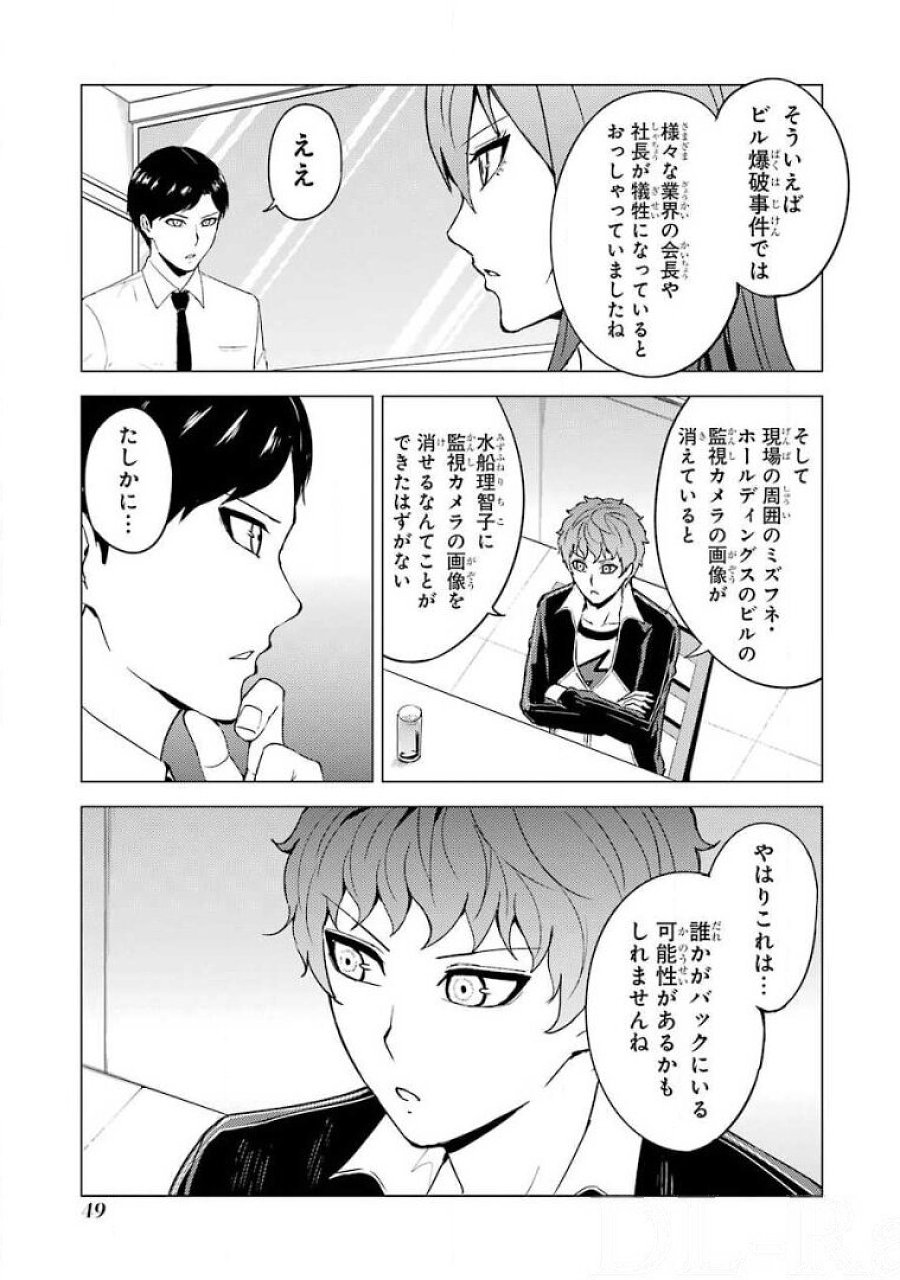 そういえば
ビル爆破事件では
様々な業界の会長や
社長が犠牲になっていると
おっしゃっていましたね
ええ
そして
現場の周囲のミズフネ・
ホールディングスのビルの
監視カメラの画像が
消えていると
水船理智子に
監視カメラの画像を
消せるなんてことが
できたはずがない
たしかに…
やはりこれは…
誰かがバックにいる
可能性があるかも
しれませんね
49
DL-R